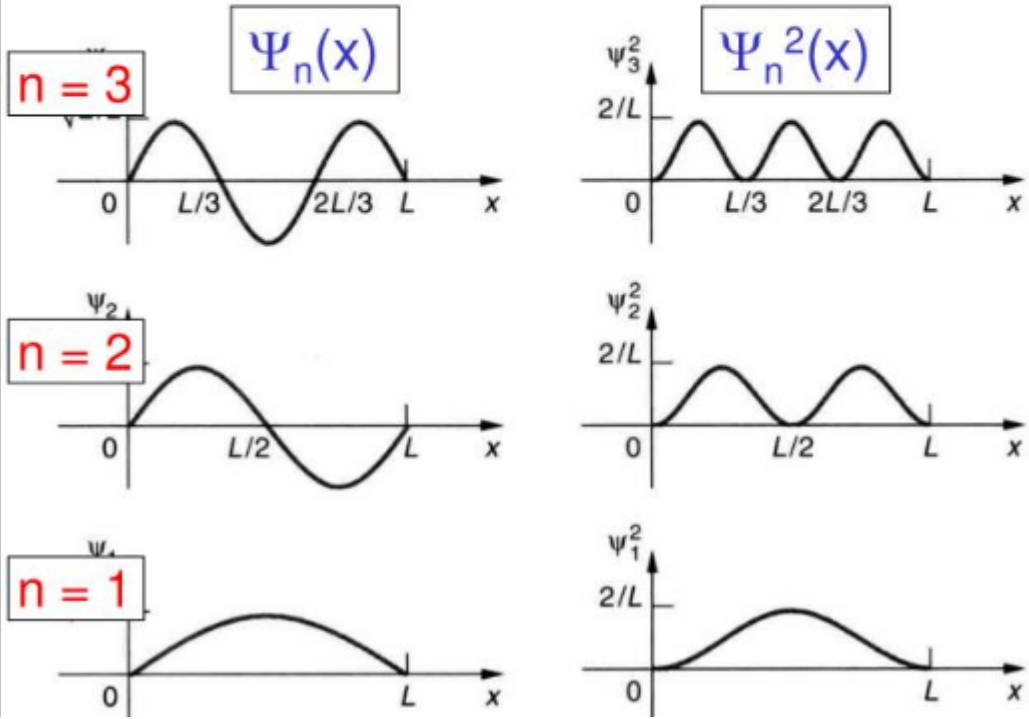 Ψn(x)
Ψn²(x)
n = 3
ψ₃²
2/L
0 L/3 2L/3 L x
0 L/3 2L/3 L x
ψ₂
n = 2
ψ₂²
2/L
0 L/2 L x
0 L/2 L x
n = 1
ψ₁²
2/L
0 L x
0 L x